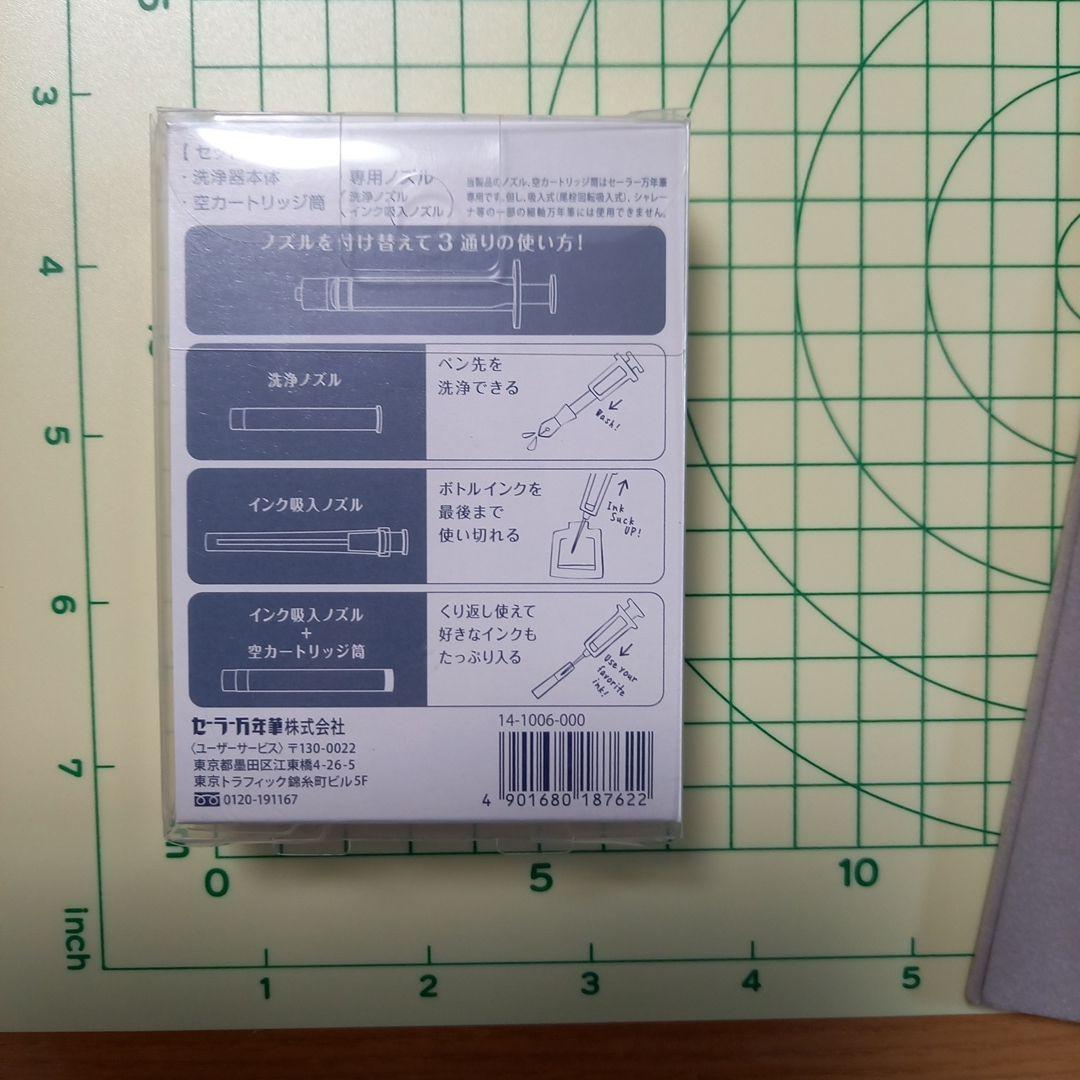 【セッ
・洗浄器本体
・空カートリッジ筒
専用ノズル
洗浄ノズル
インク吸入ノズル
当製品のノズル、空カートリッジ筒はセーラー万年筆
専用です。但し、吸入式(尾栓回転吸入式)、シャレー
ナ等の一部の細軸万年筆には使用できません。
ノズルを付け替えて3通りの使い方!
洗浄ノズル
ペン先を
洗浄できる
Wash!
インク吸入ノズル
ボトルインクを
最後まで
使い切れる
Ink
Suck
UP!
インク吸入ノズル
+
空カートリッジ筒
くり返し使えて
好きなインクも
たっぷり入る
Use your
favorite
ink!
セーラー万年筆株式会社
〈ユーザーサービス〉〒130-0022
東京都墨田区江東橋4-26-5
東京トラフィック錦糸町ビル5F
0120-191167
14-1006-000
4 901680 187622
3
4
5
6
7
inch
0
5
10
1
2
3
4
5